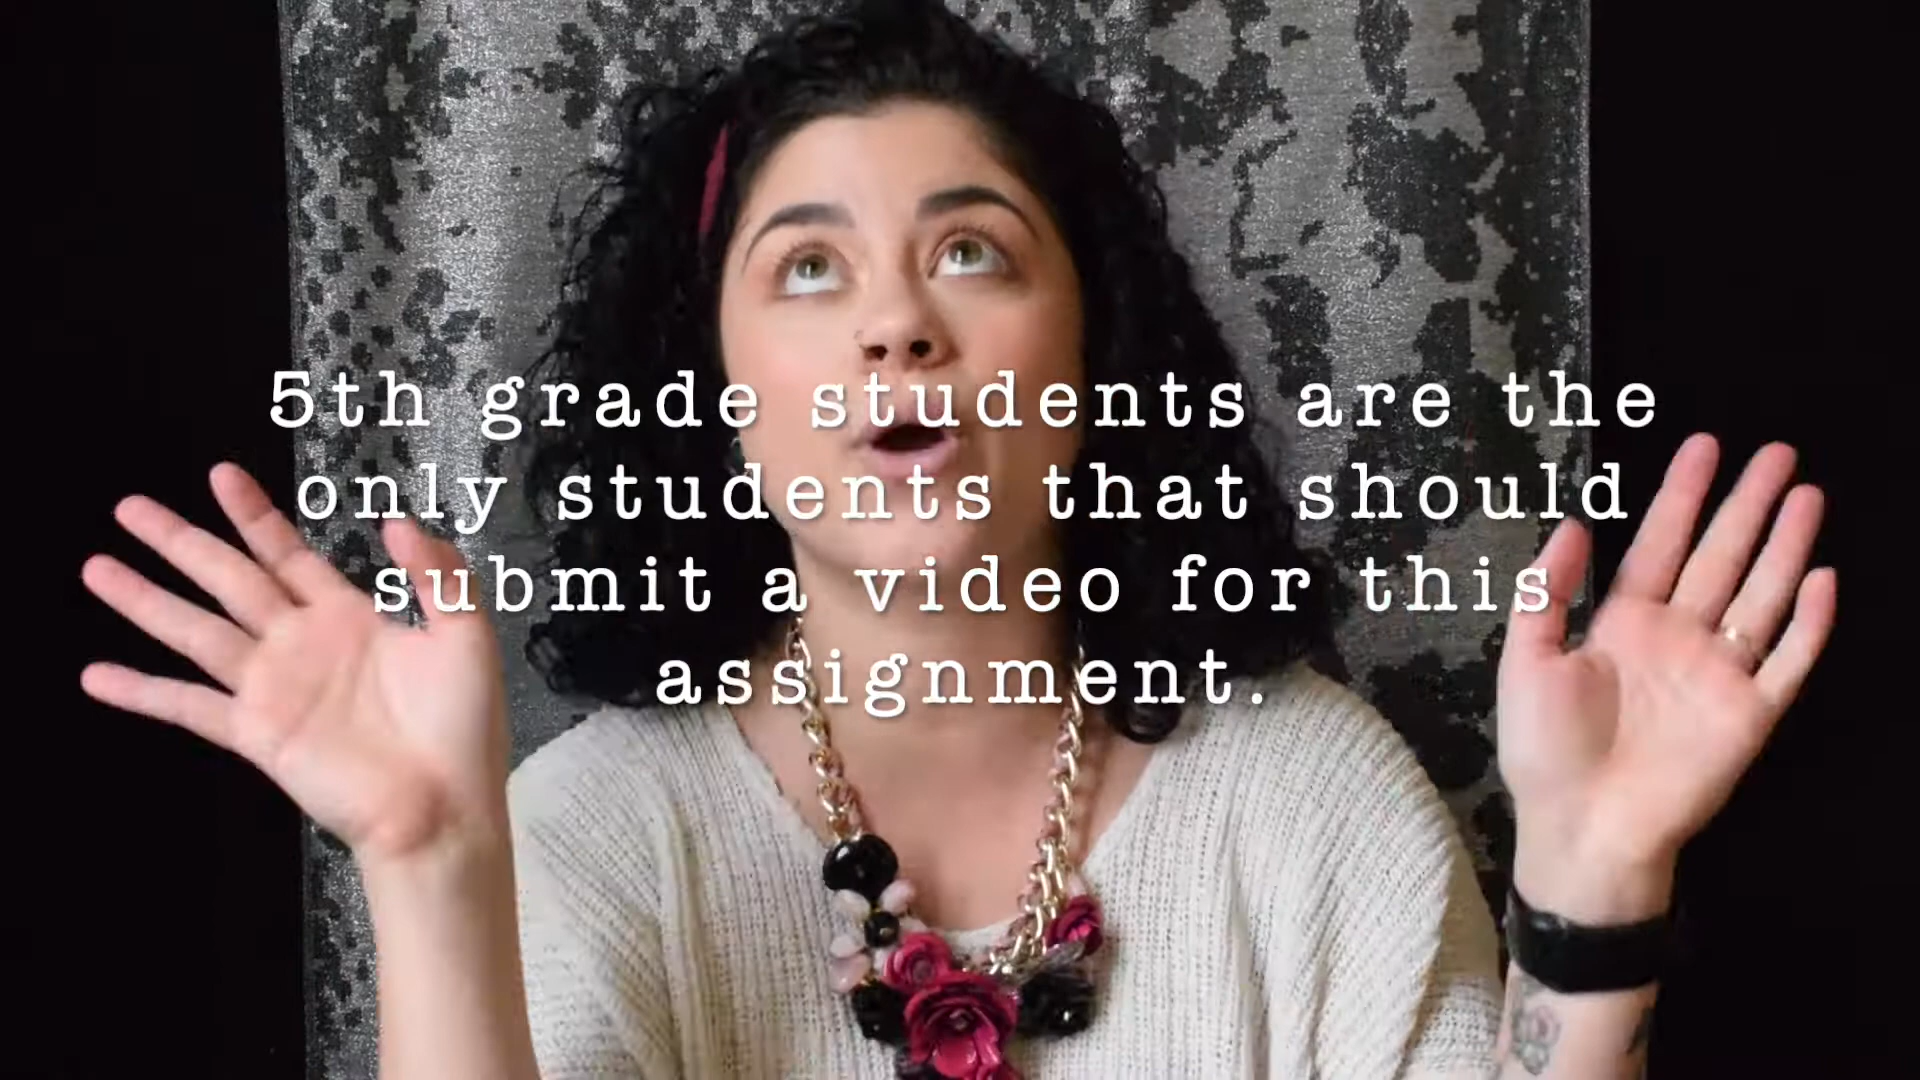 5th grade students are the
only students that should
submit a video for this
assignment.